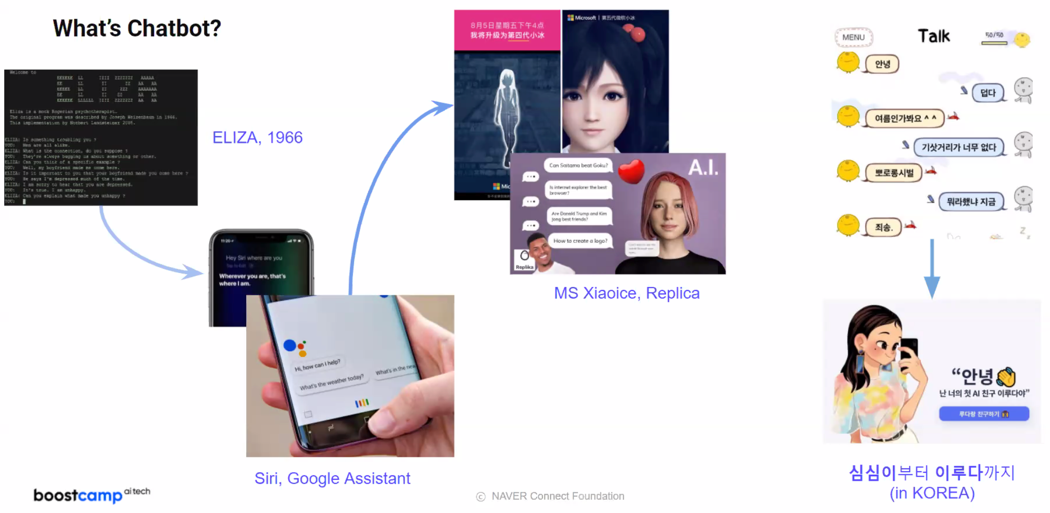 What's Chatbot?
Welcome to
Eliza is a mock Rogerian psychotherapist.
The original program was described by Joseph Weizenbaum in 1966.
This implementation by Norbert Landsteiner 2005.
ELIZA: Is something troubling you ?
YOU: Men are all alike.
ELIZA: What is the connection, do you suppose ?
YOU: They're always bugging us about something or other.
ELIZA: Can you think of a specific example ?
YOU: Well, my boyfriend made me come here.
ELIZA: Is it important to you that your boyfriend made you come here ?
YOU: He says I'm depressed much of the time.
ELIZA: I am sorry to hear that you are depressed.
YOU: It's true. I am unhappy.
ELIZA: Can you explain what made you unhappy ?
YOU:
ELIZA, 1966
Hey Siri where are you
Wherever you are, that's
where I am.
Hi, how can I help?
What's the weather today?
What's in the
Siri, Google Assistant
8月5日星期五下午4点
我将升级为第四代小冰
Microsoft
Microsoft | 第四代微软小冰
A.I.
Can Saitama beat Goku?
Is internet explorer the best
browser?
Are Donald Trump and Kim
Jong best friends?
How to create a logo?
Replika
MS Xiaoice, Replica
MENU
Talk
50/50
안녕
덥다
여름인가봐요 ^ ^
기삿거리가 너무 없다
뽀로롱시벌
뭐라했냐 지금
죄송.
“안녕
난 너의 첫 AI 친구 이루다야”
루다랑 친구하기
심심이부터 이루다까지
(in KOREA)
boostcamp ai tech
© NAVER Connect Foundation